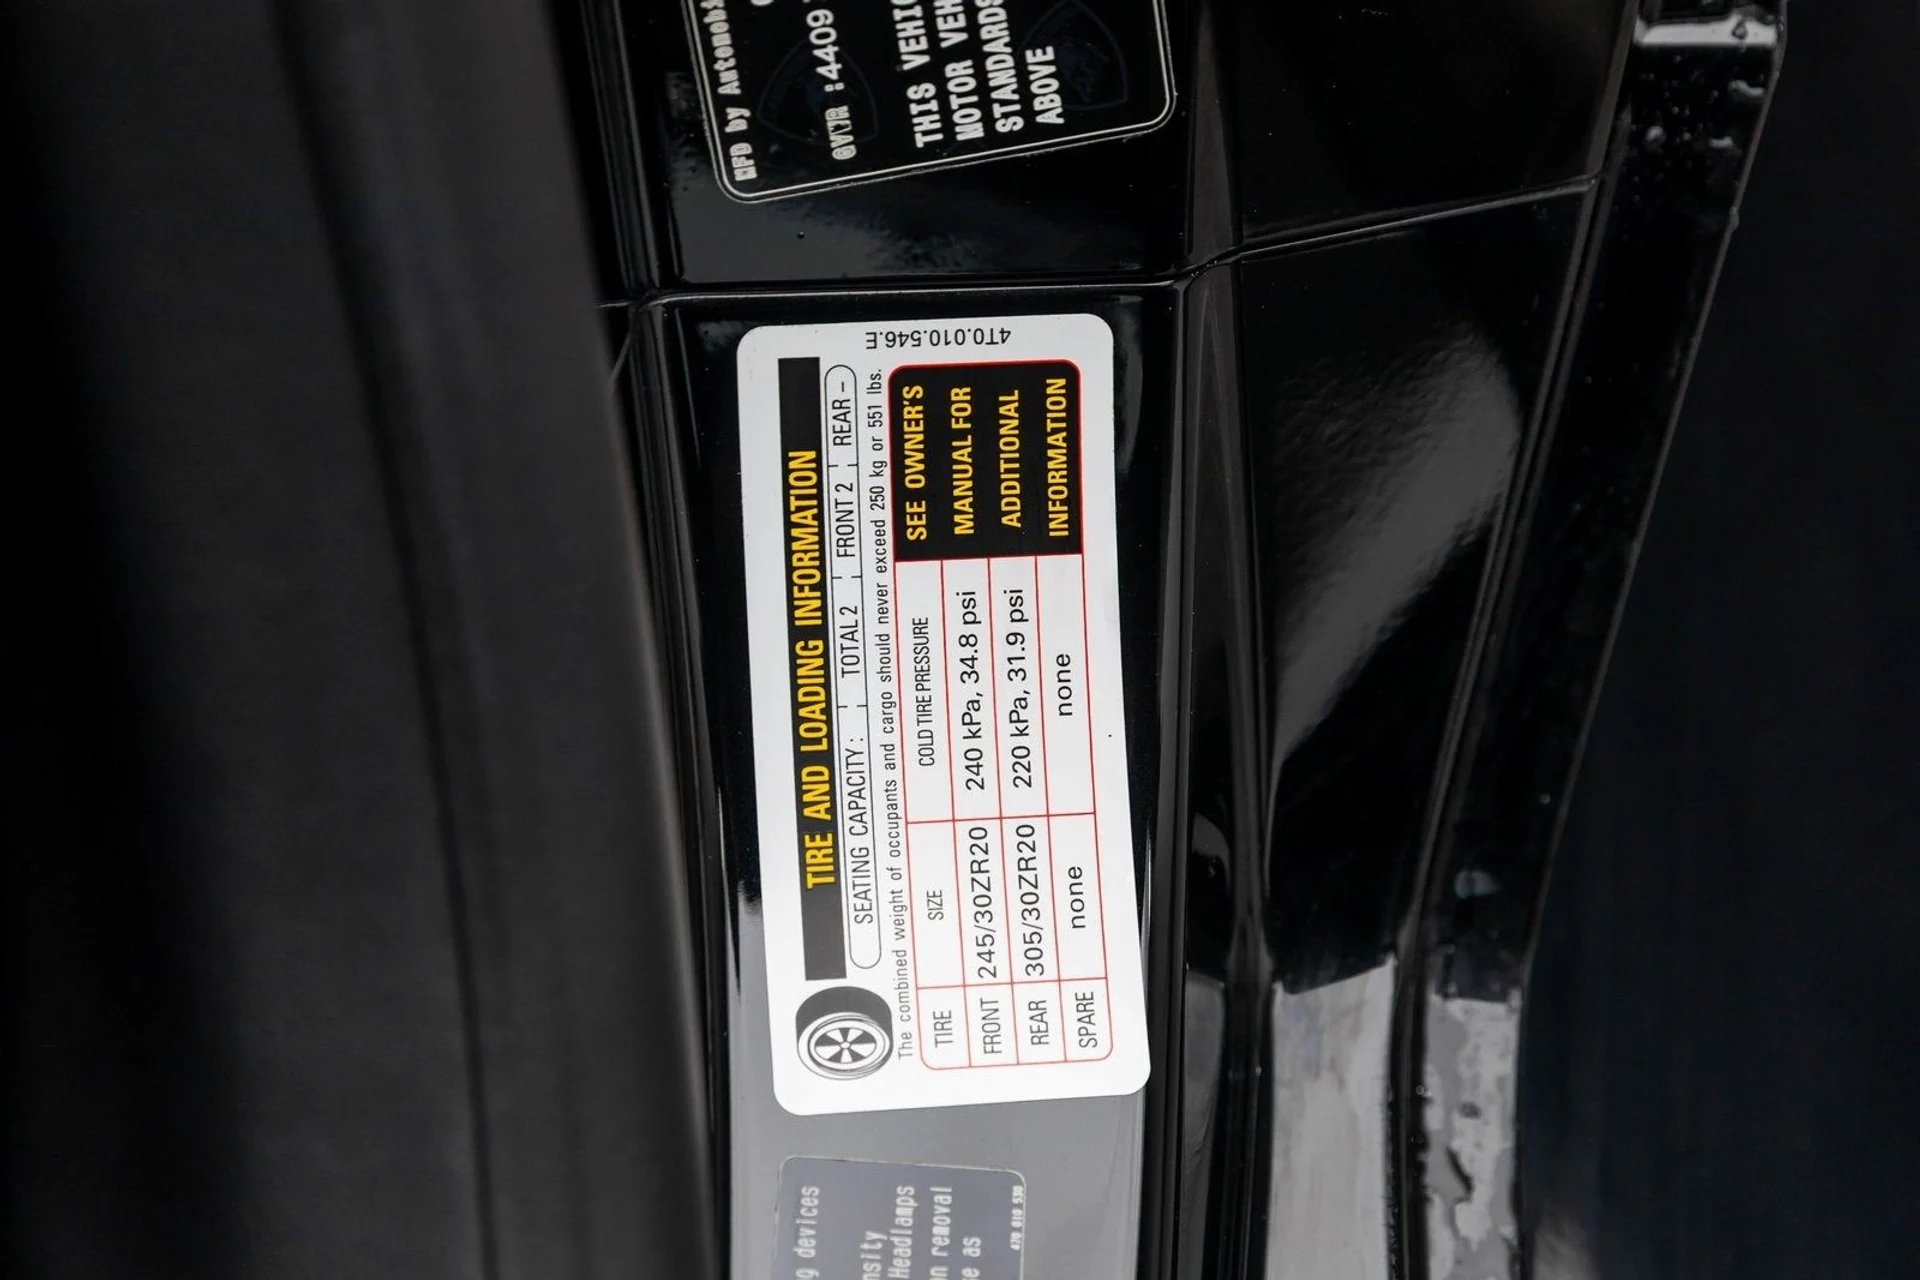 MFD by
GVWR :4409
THIS
MOTOR
STANDARDS
ABOVE
4T0.010.546.E
TIRE AND LOADING INFORMATION
SEATING CAPACITY: TOTAL 2 FRONT 2 REAR -
The combined weight of occupants and cargo should never exceed 250 kg or 551 lbs.
TIRE SIZE COLD TIRE PRESSURE SEE OWNER'S
FRONT 245/30ZR20 240 kPa, 34.8 psi MANUAL FOR
REAR 305/30ZR20 220 kPa, 31.9 psi ADDITIONAL
SPARE none none INFORMATION
devices
Headlamps
removal
as
470 010 530